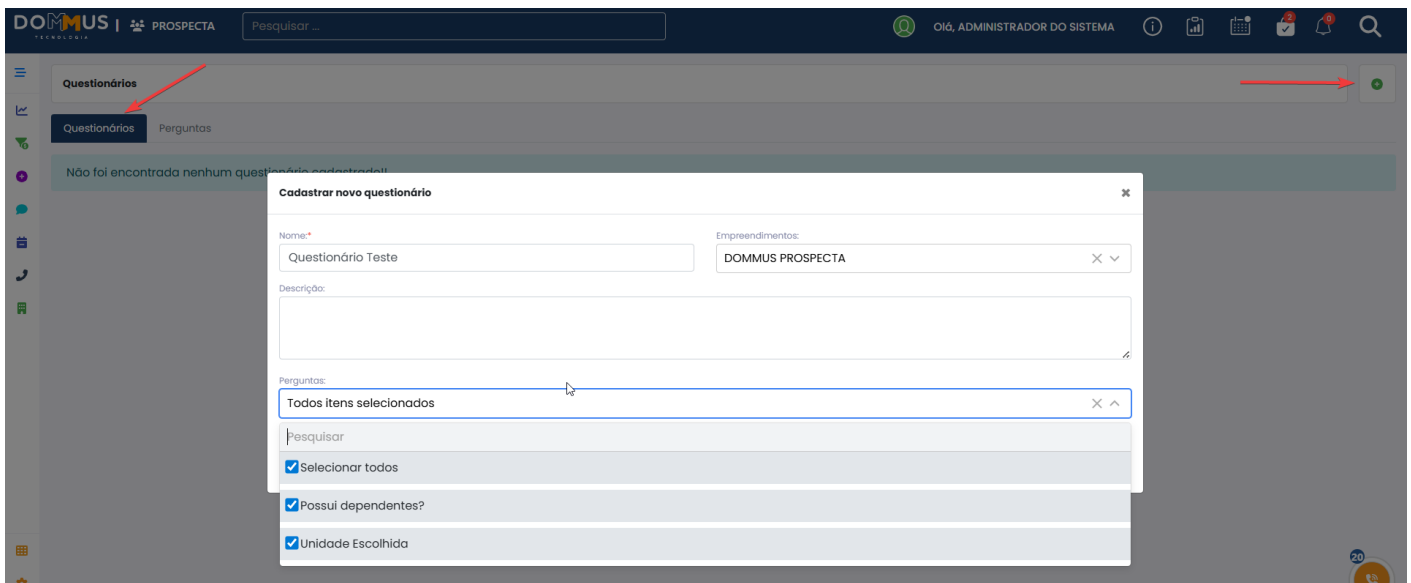 DOMMUS | PROSPECTA
TECNOLOGIA
Pesquisar ...
Olá, ADMINISTRADOR DO SISTEMA
2
0
Questionários
Questionários
Perguntas
Não foi encontrada nenhum questionário cadastrado!!
Cadastrar novo questionário
Nome:*
Empreendimentos:
Questionário Teste
DOMMUS PROSPECTA
Descrição:
Perguntas:
Todos itens selecionados
Pesquisar
Selecionar todos
Possui dependentes?
Unidade Escolhida
20